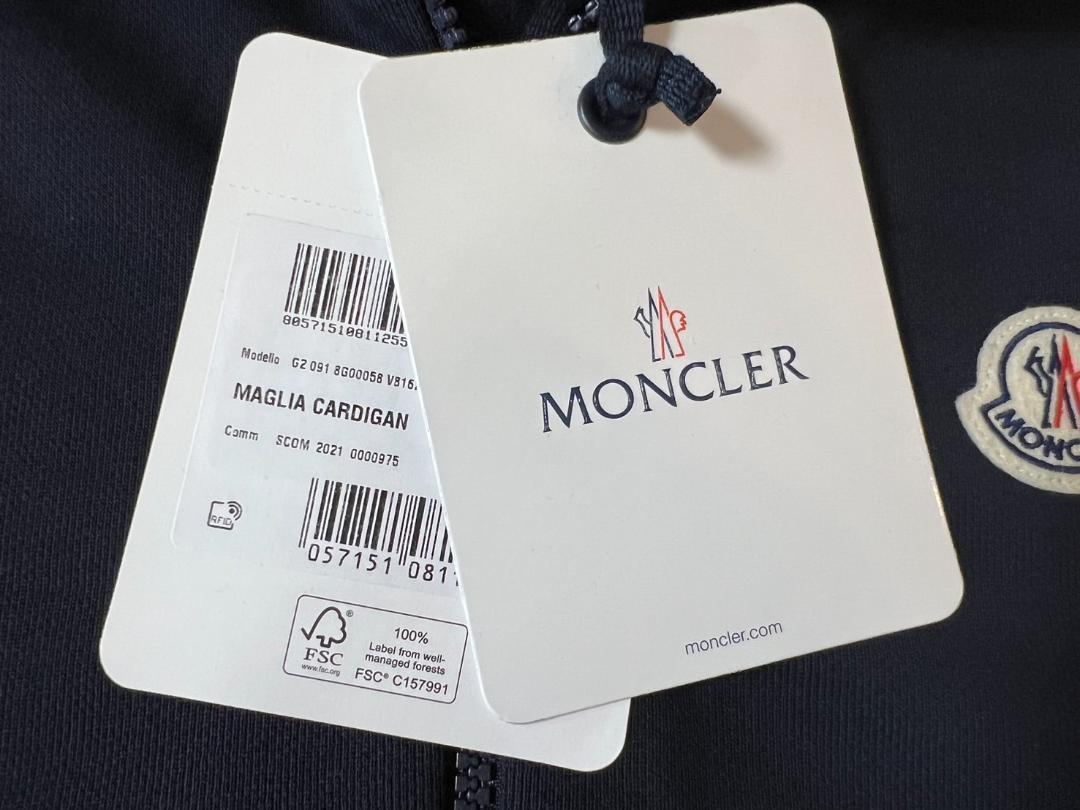 80571510811255
Modello G2 091 8G00058 V816
MAGLIA CARDIGAN
Comm SCOM 2021 0000975
RFID
057151 081
FSC®
www.fsc.org
100%
Label from well-
managed forests
FSC® C157991
MONCLER
moncler.com
MONC